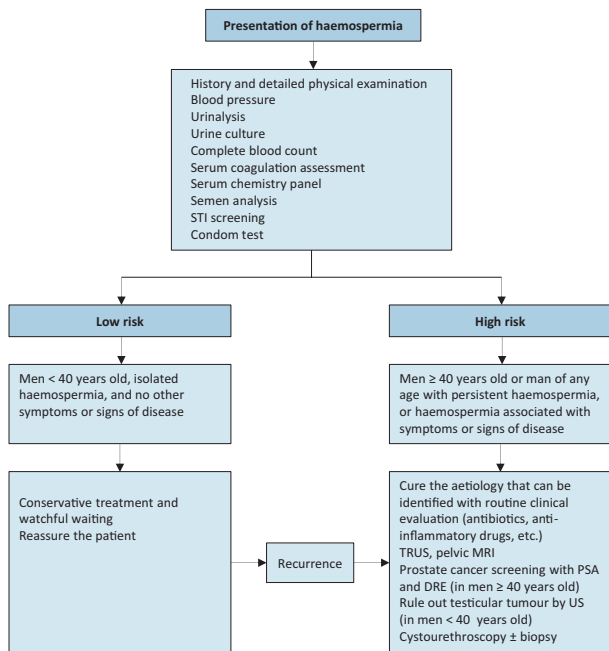 Presentation of haemospermia
History and detailed physical examination
Blood pressure
Urinalysis
Urine culture
Complete blood count
Serum coagulation assessment
Serum chemistry panel
Semen analysis
STI screening
Condom test
Low risk
High risk
Men < 40 years old, isolated
haemospermia, and no other
symptoms or signs of disease
Men ≥ 40 years old or man of any
age with persistent haemospermia,
or haemospermia associated with
symptoms or signs of disease
Conservative treatment and
watchful waiting
Reassure the patient
Recurrence
Cure the aetiology that can be
identified with routine clinical
evaluation (antibiotics, anti-
inflammatory drugs, etc.)
TRUS, pelvic MRI
Prostate cancer screening with PSA
and DRE (in men ≥ 40 years old)
Rule out testicular tumour by US
(in men < 40 years old)
Cystourethroscopy ± biopsy